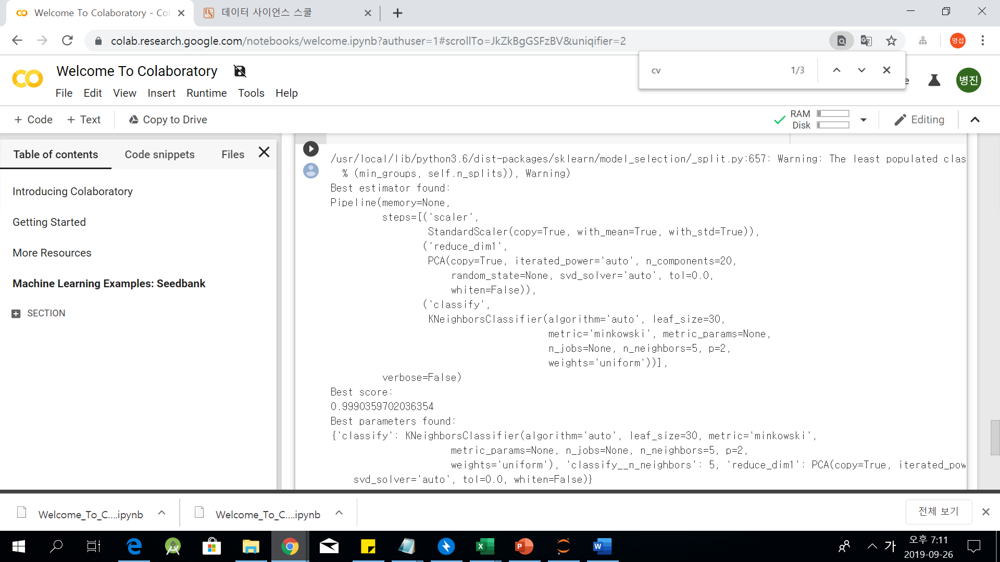 Welcome To Colaboratory - Col
데이터 사이언스 스쿨
colab.research.google.com/notebooks/welcome.ipynb?authuser=1#scrollTo=JkZkBgGSFzBV&uniqifier=2
명섭
cv
1/3
Welcome To Colaboratory
병진
File Edit View Insert Runtime Tools Help
+ Code + Text Copy to Drive
RAM
Disk
Editing
Table of contents Code snippets Files
Introducing Colaboratory
Getting Started
More Resources
Machine Learning Examples: Seedbank
SECTION
/usr/local/lib/python3.6/dist-packages/sklearn/model_selection/_split.py:657: Warning: The least populated clas
% (min_groups, self.n_splits)), Warning)
Best estimator found:
Pipeline(memory=None,
steps=[('scaler',
StandardScaler(copy=True, with_mean=True, with_std=True)),
('reduce_dim1',
PCA(copy=True, iterated_power='auto', n_components=20,
random_state=None, svd_solver='auto', tol=0.0,
whiten=False)),
('classify',
KNeighborsClassifier(algorithm='auto', leaf_size=30,
metric='minkowski', metric_params=None,
n_jobs=None, n_neighbors=5, p=2,
weights='uniform'))],
verbose=False)
Best score:
0.9990359702036354
Best parameters found:
{'classify': KNeighborsClassifier(algorithm='auto', leaf_size=30, metric='minkowski',
metric_params=None, n_jobs=None, n_neighbors=5, p=2,
weights='uniform'), 'classify__n_neighbors': 5, 'reduce_dim1': PCA(copy=True, iterated_pow
svd_solver='auto', tol=0.0, whiten=False)}
Welcome_To_C....ipynb
Welcome_To_C....ipynb
전체 보기
가
오후 7:11
2019-09-26